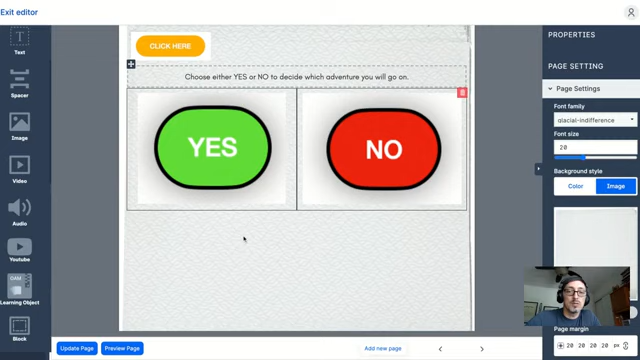 Exit editor
PROPERTIES
CLICK HERE
Text
PAGE SETTING
Choose either YES or NO to decide which adventure you will go on.
Page Settings
Spacer
Font family
glacial-indifference
Font size
Image
20
YES
NO
Background style
Video
Color
Image
Audio
Youtube
OAM
Learning Object
Page margin
Block
20 20 20 20 px
Update Page
Preview Page
Add new page